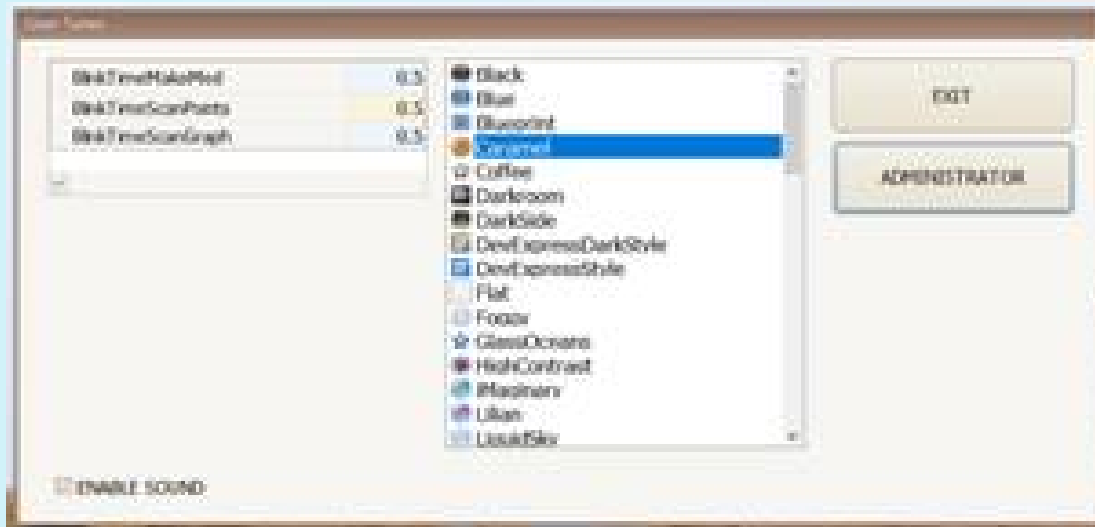 BlinkTimeMakeMod 0.5
BlinkTimeScanPoints 0.5
BlinkTimeScanGraph 0.5
Black
Blue
Blueprint
Caramel
Coffee
Darkroom
DarkSide
DevExpressDarkStyle
DevExpressStyle
Flat
Foggy
GlassOceans
HighContrast
iMaginary
Lilian
LiquidSky
EXIT
ADMINISTRATOR
ENABLE SOUND